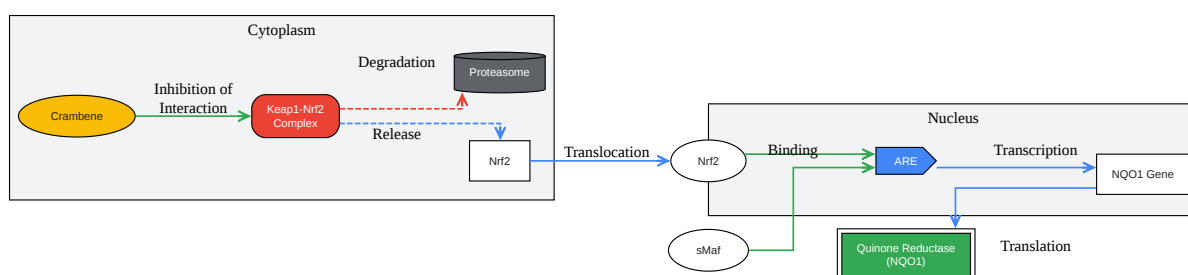 Cytoplasm
Degradation
Proteasome
Inhibition of
Interaction
Crambene
Keap1-Nrf2
Complex
Release
Nrf2
Translocation
Nucleus
Nrf2
Binding
ARE
Transcription
NQO1 Gene
sMaf
Quinone Reductase
(NQO1)
Translation